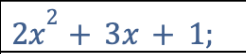 2x² + 3x + 1;